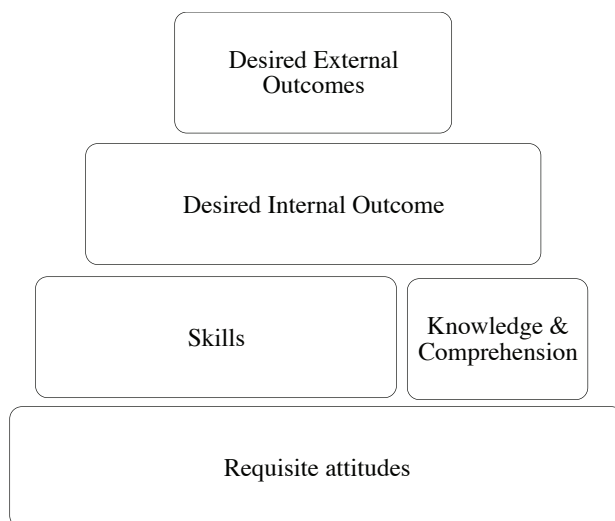 Desired External
Outcomes
Desired Internal Outcome
Skills
Knowledge &
Comprehension
Requisite attitudes